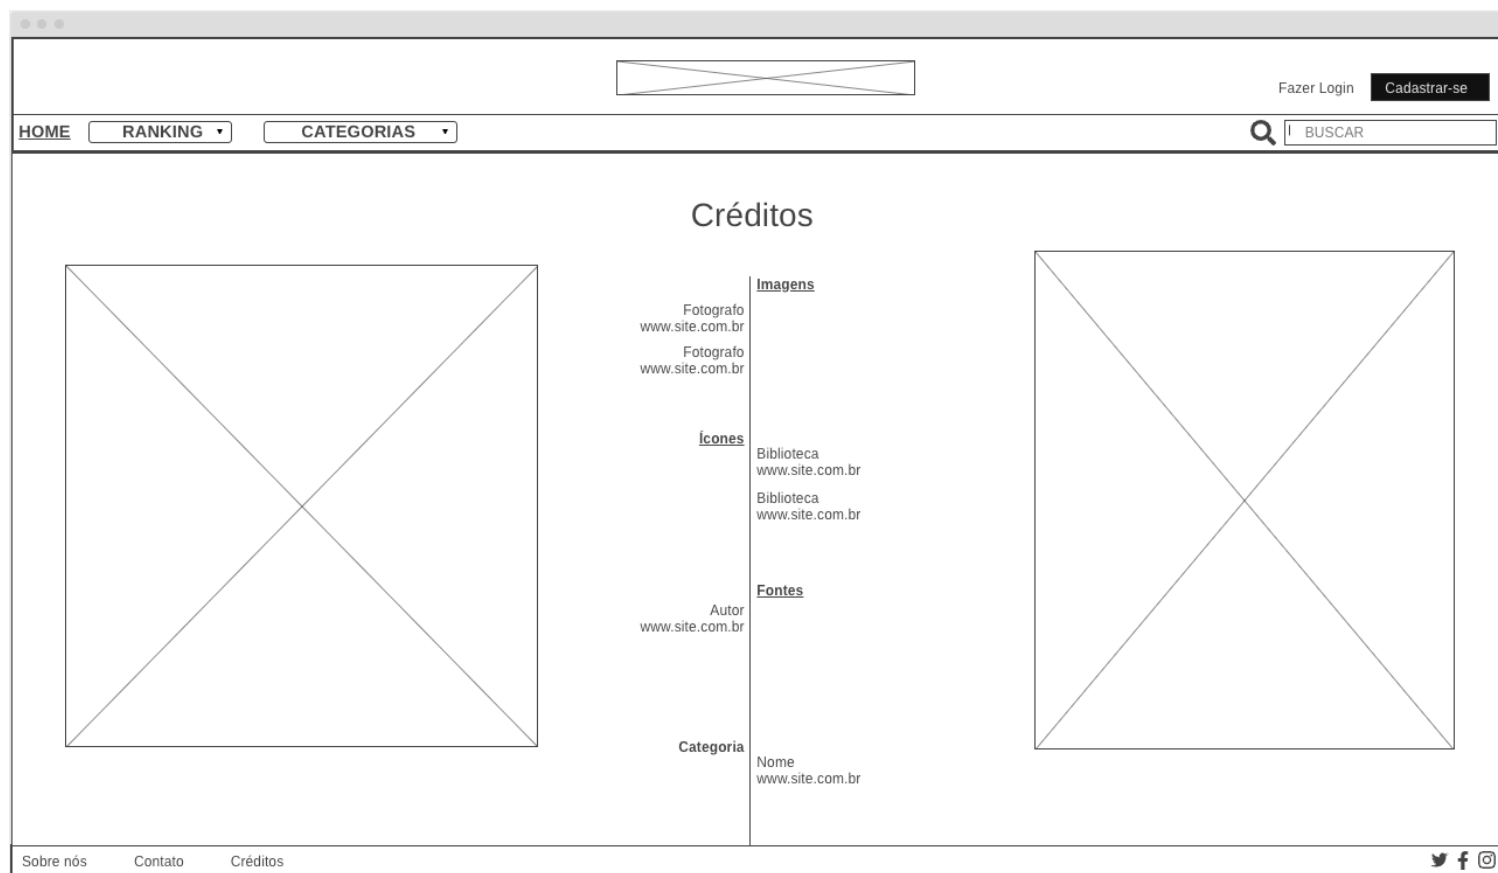 Fazer Login
Cadastrar-se
HOME
RANKING
CATEGORIAS
BUSCAR
Créditos
Imagens
Fotografo
www.site.com.br
Fotografo
www.site.com.br
Ícones
Biblioteca
www.site.com.br
Biblioteca
www.site.com.br
Fontes
Autor
www.site.com.br
Categoria
Nome
www.site.com.br
Sobre nós
Contato
Créditos